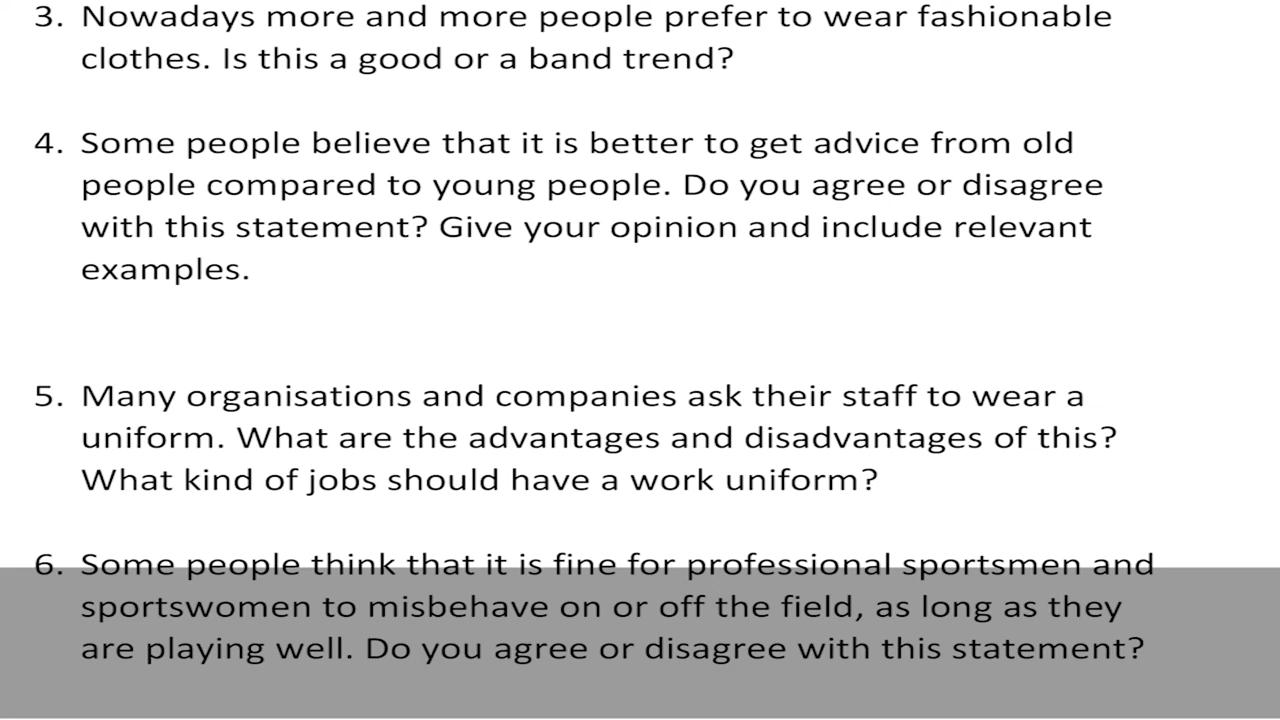 3. Nowadays more and more people prefer to wear fashionable
clothes. Is this a good or a band trend?
4. Some people believe that it is better to get advice from old
people compared to young people. Do you agree or disagree
with this statement? Give your opinion and include relevant
examples.
5. Many organisations and companies ask their staff to wear a
uniform. What are the advantages and disadvantages of this?
What kind of jobs should have a work uniform?
6. Some people think that it is fine for professional sportsmen and
sportswomen to misbehave on or off the field, as long as they
are playing well. Do you agree or disagree with this statement?